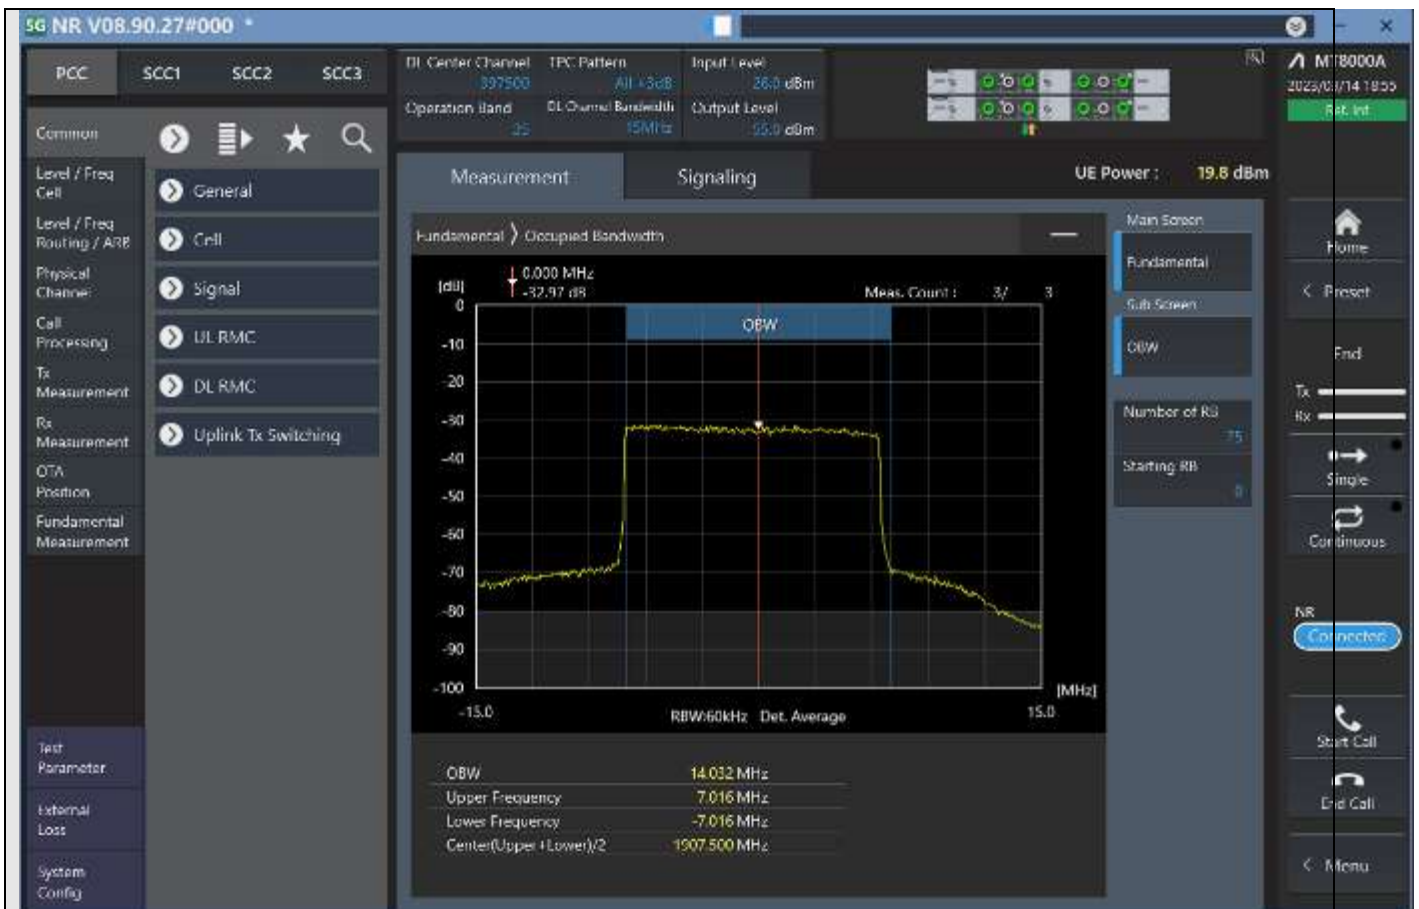 5G NR V08.90.27#000 *
PCC SCC1 SCC2 SCC3
DL Center Channel TPC Pattern Input Level
397500 All +3dB 26.0 dBm
Operation Band DL Channel Bandwidth Output Level
25 15MHz 55.0 dBm
MT8000A
2023/03/14 18:55
Common
Level / Freq
Cell
Level / Freq
Routing / ARB
Physical
Channel
Call
Processing
Tx
Measurement
Rx
Measurement
OTA
Position
Fundamental
Measurement
Test
Parameter
External
Loss
System
Config
General
Cell
Signal
UL RMC
DL RMC
Uplink Tx Switching
Measurement Signaling
UE Power : 19.8 dBm
Fundamental Occupied Bandwidth
[dB]
0.000 MHz
-32.97 dB
Meas. Count : 3/ 3
OBW
0
-10
-20
-30
-40
-50
-60
-70
-80
-90
-100
[MHz]
-15.0 RBW:60kHz Det. Average 15.0
OBW 14.032 MHz
Upper Frequency 7.016 MHz
Lower Frequency -7.016 MHz
Center(Upper+Lower)/2 1907.500 MHz
Main Screen
Fundamental
Sub Screen
OBW
Number of RB
75
Starting RB
0
Home
< Preset
End
Tx
Rx
Single
Continuous
NR
Connected
Start Call
End Call
< Menu